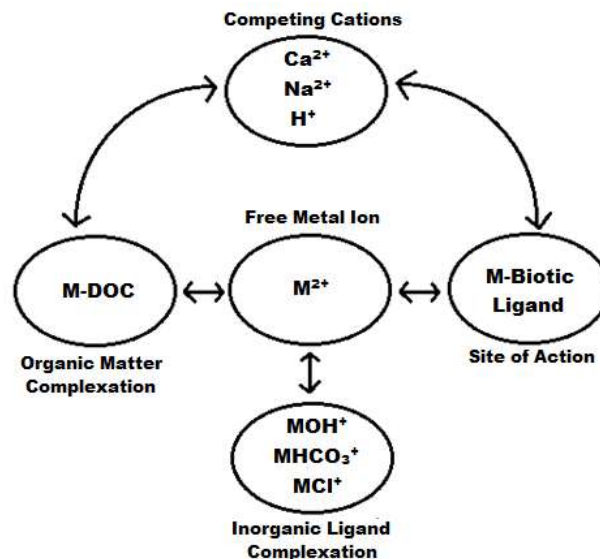 Competing Cations
Ca²⁺
Na²⁺
H⁺
Free Metal Ion
M-DOC
M²⁺
M-Biotic
Ligand
Organic Matter
Complexation
Site of Action
MOH⁺
MHCO₃⁺
MCl⁺
Inorganic Ligand
Complexation